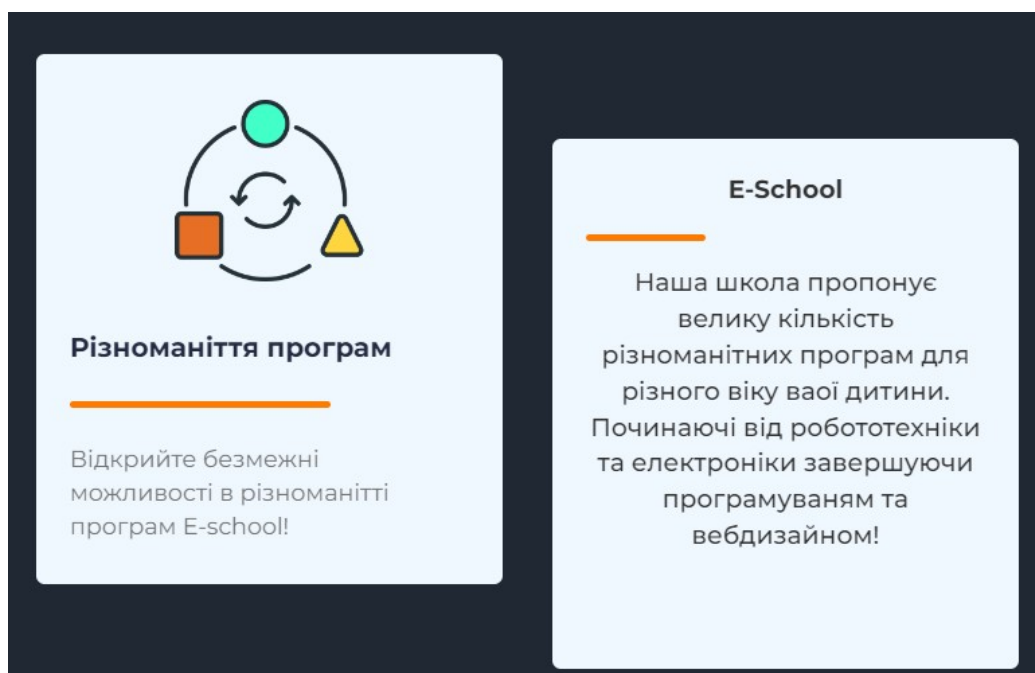 Різноманіття програм
Відкрийте безмежні
можливості в різноманітті
програм E-school!
E-School
Наша школа пропонує
велику кількість
різноманітних програм для
різного віку ваої дитини.
Починаючі від робототехніки
та електроніки завершуючи
програмуваням та
вебдизайном!